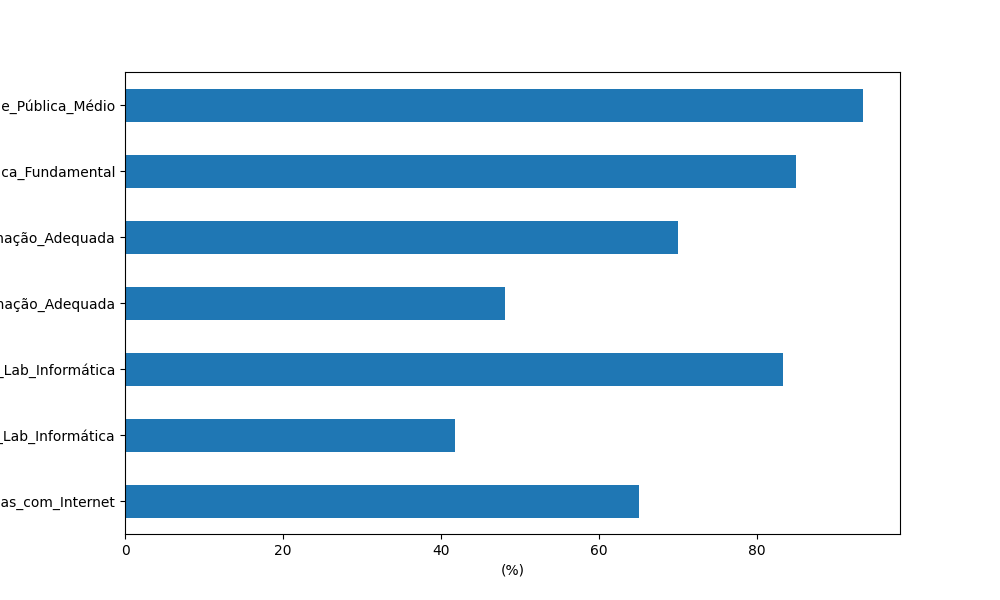 e_Pública_Médio
ca_Fundamental
nação_Adequada
nação_Adequada
_Lab_Informática
_Lab_Informática
as_com_Internet
0 20 40 60 80
(%)